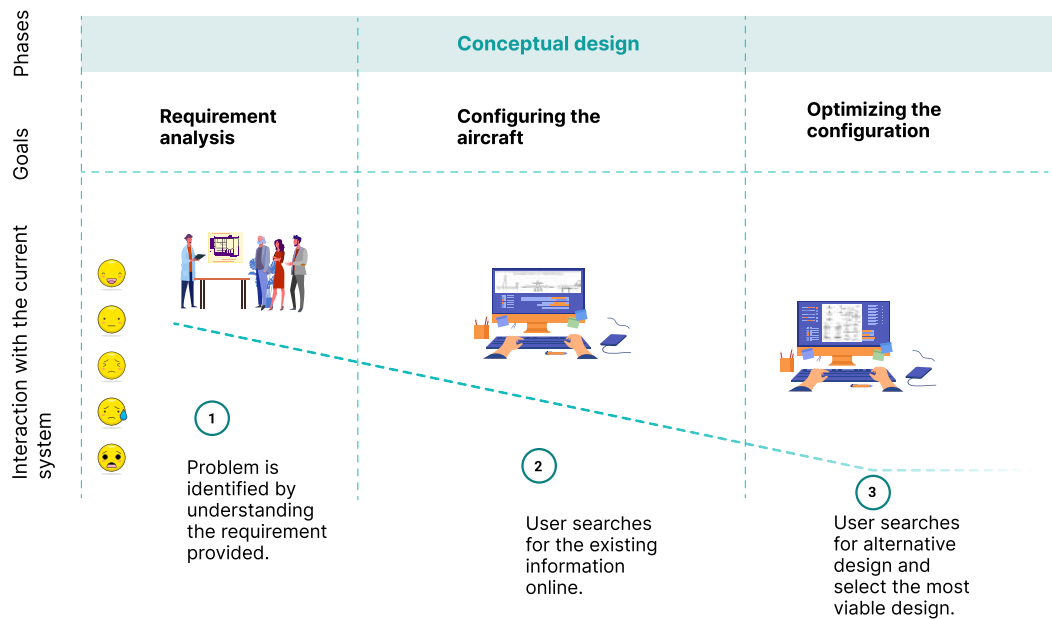 Phases
Conceptual design
Goals
Requirement
analysis
Configuring the
aircraft
Optimizing the
configuration
Interaction with the current
system
1
Problem is
identified by
understanding
the requirement
provided.
2
User searches
for the existing
information
online.
3
User searches
for alternative
design and
select the most
viable design.